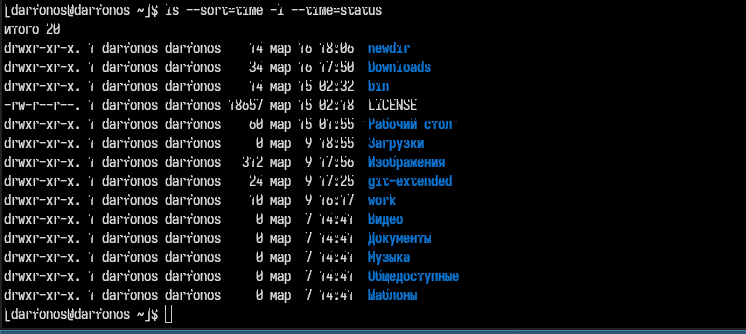 [darfonos@darfonos ~]$ ls --sort=time -l --time=status
итого 20
drwxr-xr-x. 1 darfonos darfonos    14 мар 16 18:06 newdir
drwxr-xr-x. 1 darfonos darfonos    34 мар 16 17:50 Downloads
drwxr-xr-x. 1 darfonos darfonos    14 мар 15 02:32 bin
-rw-r--r--. 1 darfonos darfonos 18657 мар 15 02:18 LICENSE
drwxr-xr-x. 1 darfonos darfonos    60 мар 15 01:55 Рабочий стол
drwxr-xr-x. 1 darfonos darfonos     0 мар  9 18:55 Загрузки
drwxr-xr-x. 1 darfonos darfonos   312 мар  9 17:56 Изображения
drwxr-xr-x. 1 darfonos darfonos    24 мар  9 17:25 git-extended
drwxr-xr-x. 1 darfonos darfonos    10 мар  9 16:17 work
drwxr-xr-x. 1 darfonos darfonos     0 мар  7 14:41 Видео
drwxr-xr-x. 1 darfonos darfonos     0 мар  7 14:41 Документы
drwxr-xr-x. 1 darfonos darfonos     0 мар  7 14:41 Музыка
drwxr-xr-x. 1 darfonos darfonos     0 мар  7 14:41 Общедоступные
drwxr-xr-x. 1 darfonos darfonos     0 мар  7 14:41 Шаблоны
[darfonos@darfonos ~]$